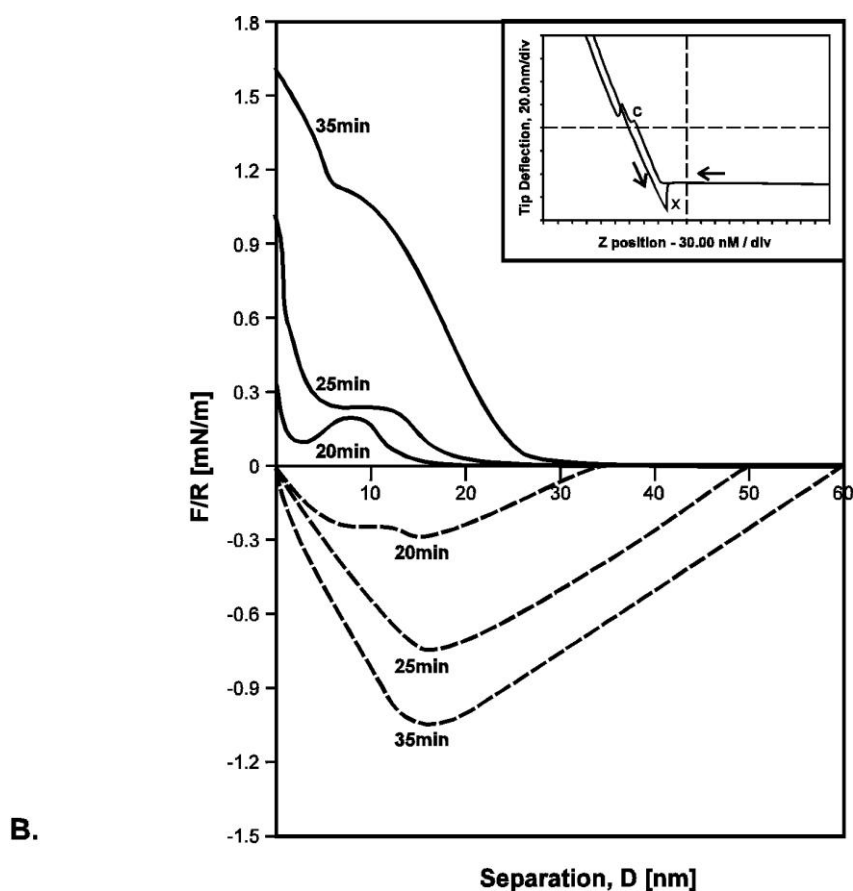 1.8
1.5
1.2
0.9
0.6
0.3
0
-0.3
-0.6
-0.9
-1.2
-1.5
F/R [mN/m]
10
20
30
40
50
60
Separation, D [nm]
35min
25min
20min
20min
25min
35min
Tip Deflection, 20.0nm/div
C
X
Z position - 30.00 nM / div
B.